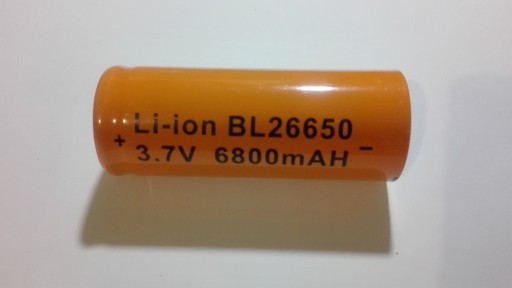 Li-ion BL26650
+ 3.7V 6800mAH -